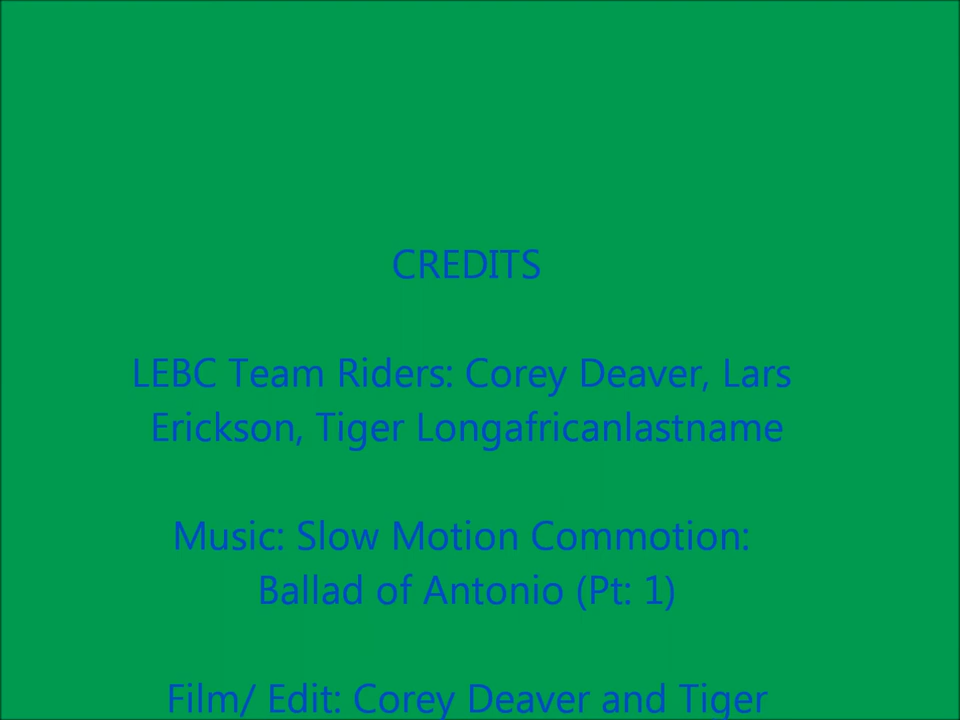 CREDITS
LEBC Team Riders: Corey Deaver, Lars
Erickson, Tiger Longafricanlastname
Music: Slow Motion Commotion:
Ballad of Antonio (Pt: 1)
Film/ Edit: Corey Deaver and Tiger